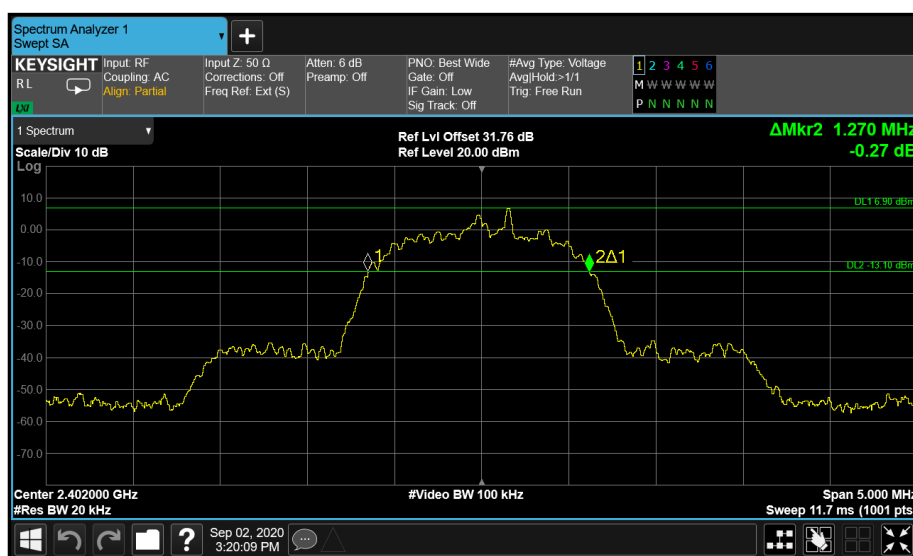 Spectrum Analyzer 1
Swept SA
+
KEYSIGHT Input: RF Input Z: 50 Ω Atten: 6 dB PNO: Best Wide #Avg Type: Voltage 1 2 3 4 5 6
RL Coupling: AC Corrections: Off Preamp: Off Gate: Off Avg|Hold:>1/1 M W W W W W
Align: Partial Freq Ref: Ext (S) IF Gain: Low Trig: Free Run
LXI Sig Track: Off P N N N N N
1 Spectrum Ref Lvl Offset 31.76 dB ΔMkr2 1.270 MHz
Scale/Div 10 dB Ref Level 20.00 dBm -0.27 dB
Log
10.0
DL1 6.90 dBm
0.00
1 2Δ1
-10.0
DL2 -13.10 dBm
-20.0
-30.0
-40.0
-50.0
-60.0
-70.0
Center 2.402000 GHz #Video BW 100 kHz Span 5.000 MHz
#Res BW 20 kHz Sweep 11.7 ms (1001 pts
? Sep 02, 2020
3:20:09 PM